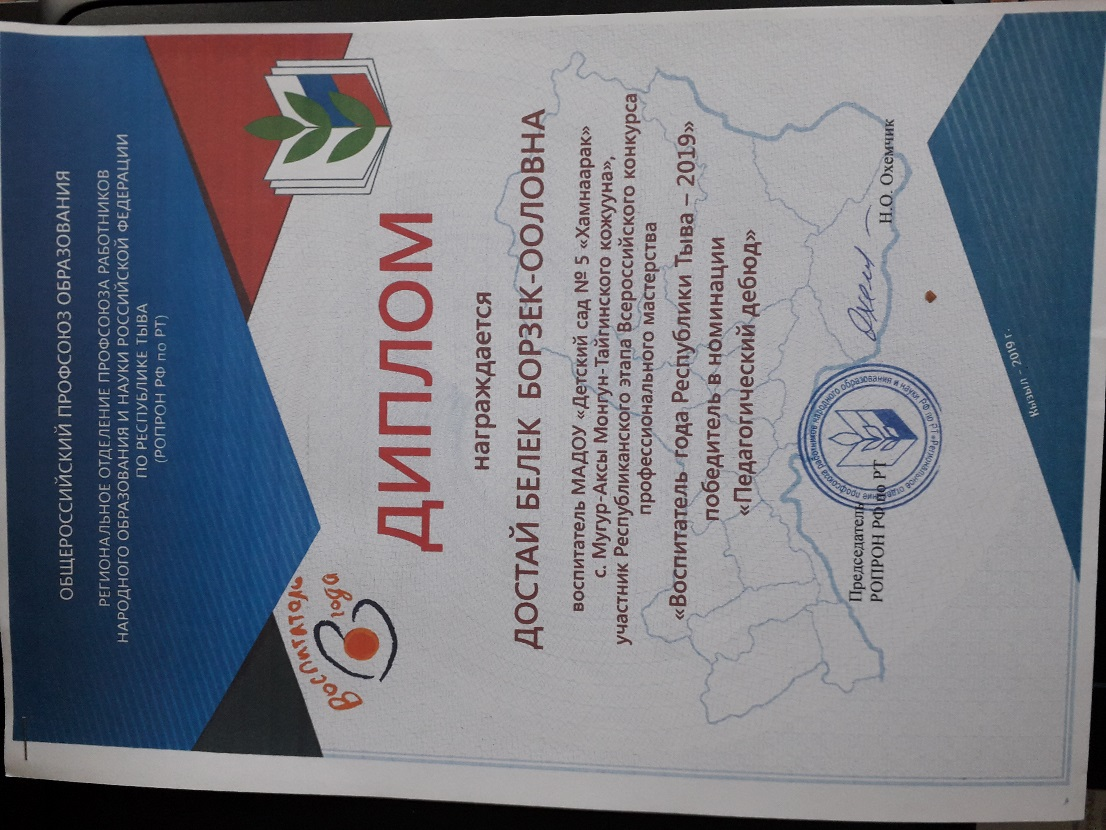 ОБЩЕРОССИЙСКИЙ ПРОФСОЮЗ ОБРАЗОВАНИЯ
РЕГИОНАЛЬНОЕ ОТДЕЛЕНИЕ ПРОФСОЮЗА РАБОТНИКОВ
НАРОДНОГО ОБРАЗОВАНИЯ И НАУКИ РОССИЙСКОЙ ФЕДЕРАЦИИ
ПО РЕСПУБЛИКЕ ТЫВА
(РОПРОН РФ по РТ)
Воспитатель
года
ДИПЛОМ
награждается
ДОСТАЙ БЕЛЕК БОРЗЕК-ООЛОВНА
воспитатель МАДОУ «Детский сад № 5 «Хамнаарак»
с. Мугур-Аксы Монгун-Тайгинского кожууна»,
участник Республиканского этапа Всероссийского конкурса
профессионального мастерства
«Воспитатель года Республики Тыва – 2019»
победитель в номинации
«Педагогический дебюд»
Председатель
РОПРОН РФ по РТ
Н.О. Охемчик
Кызыл – 2019 г.